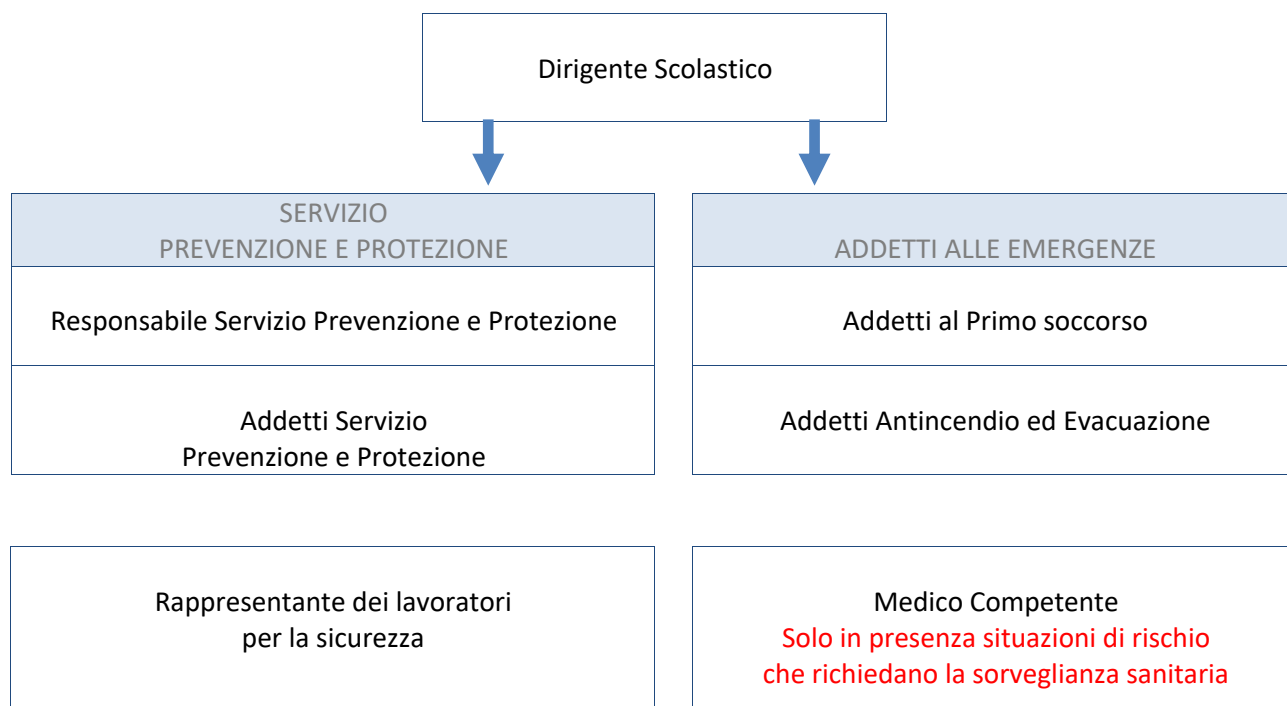 Dirigente Scolastico
SERVIZIO
PREVENZIONE E PROTEZIONE
Responsabile Servizio Prevenzione e Protezione
Addetti Servizio
Prevenzione e Protezione
ADDETTI ALLE EMERGENZE
Addetti al Primo soccorso
Addetti Antincendio ed Evacuazione
Rappresentante dei lavoratori
per la sicurezza
Medico Competente
Solo in presenza situazioni di rischio
che richiedano la sorveglianza sanitaria